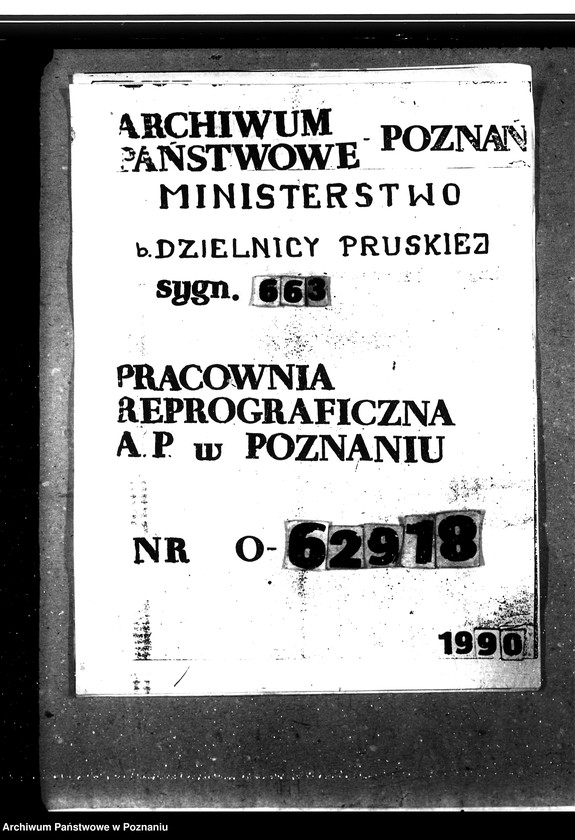 ARCHIWUM
PAŃSTWOWE - POZNAŃ
MINISTERSTWO
b. DZIELNICY PRUSKIEJ
sygn. 663
PRACOWNIA
REPROGRAFICZNA
A.P. w POZNANIU
NR O-62918
1990
Archiwum Państwowe w Poznaniu